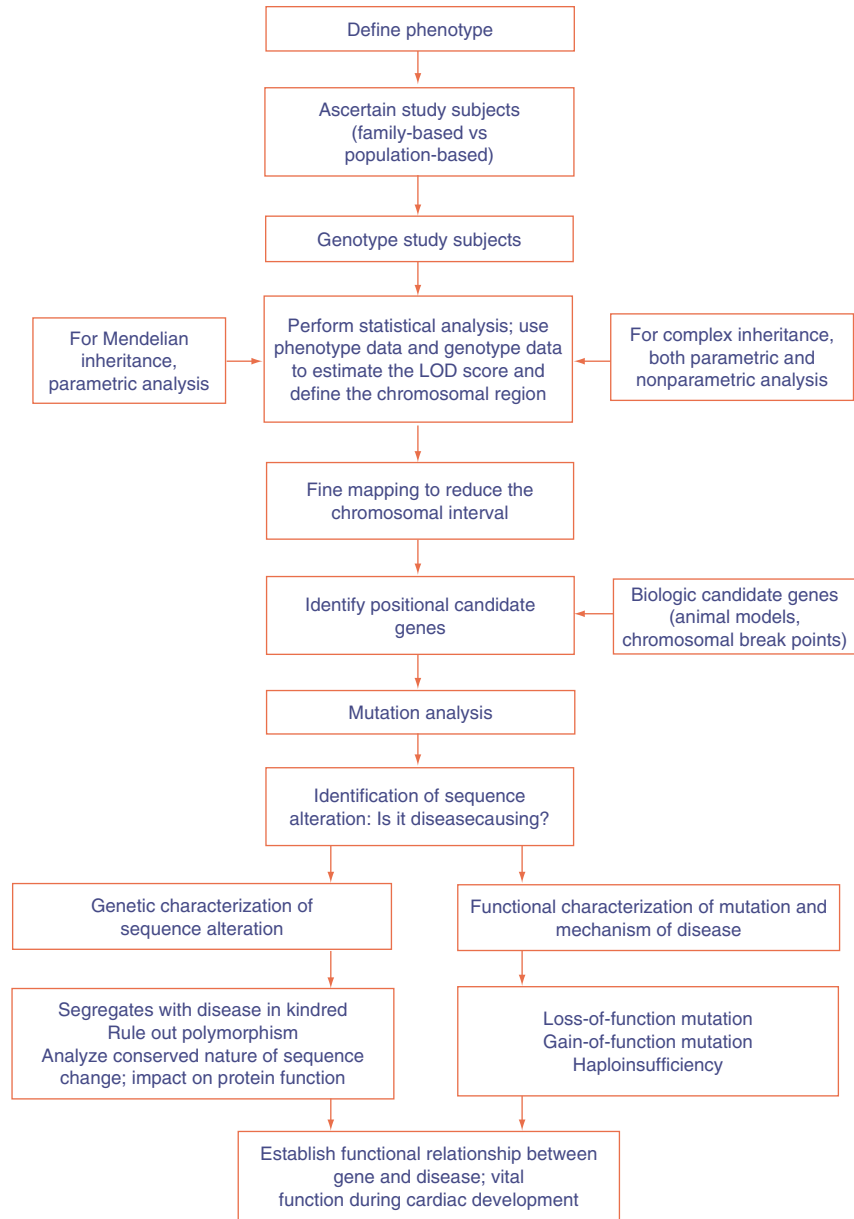 Define phenotype
Ascertain study subjects
(family-based vs
population-based)
Genotype study subjects
For Mendelian
inheritance,
parametric analysis
Perform statistical analysis; use
phenotype data and genotype data
to estimate the LOD score and
define the chromosomal region
For complex inheritance,
both parametric and
nonparametric analysis
Fine mapping to reduce the
chromosomal interval
Identify positional candidate
genes
Biologic candidate genes
(animal models,
chromosomal break points)
Mutation analysis
Identification of sequence
alteration: Is it diseasecausing?
Genetic characterization of
sequence alteration
Functional characterization of mutation and
mechanism of disease
Segregates with disease in kindred
Rule out polymorphism
Analyze conserved nature of sequence
change; impact on protein function
Loss-of-function mutation
Gain-of-function mutation
Haploinsufficiency
Establish functional relationship between
gene and disease; vital
function during cardiac development